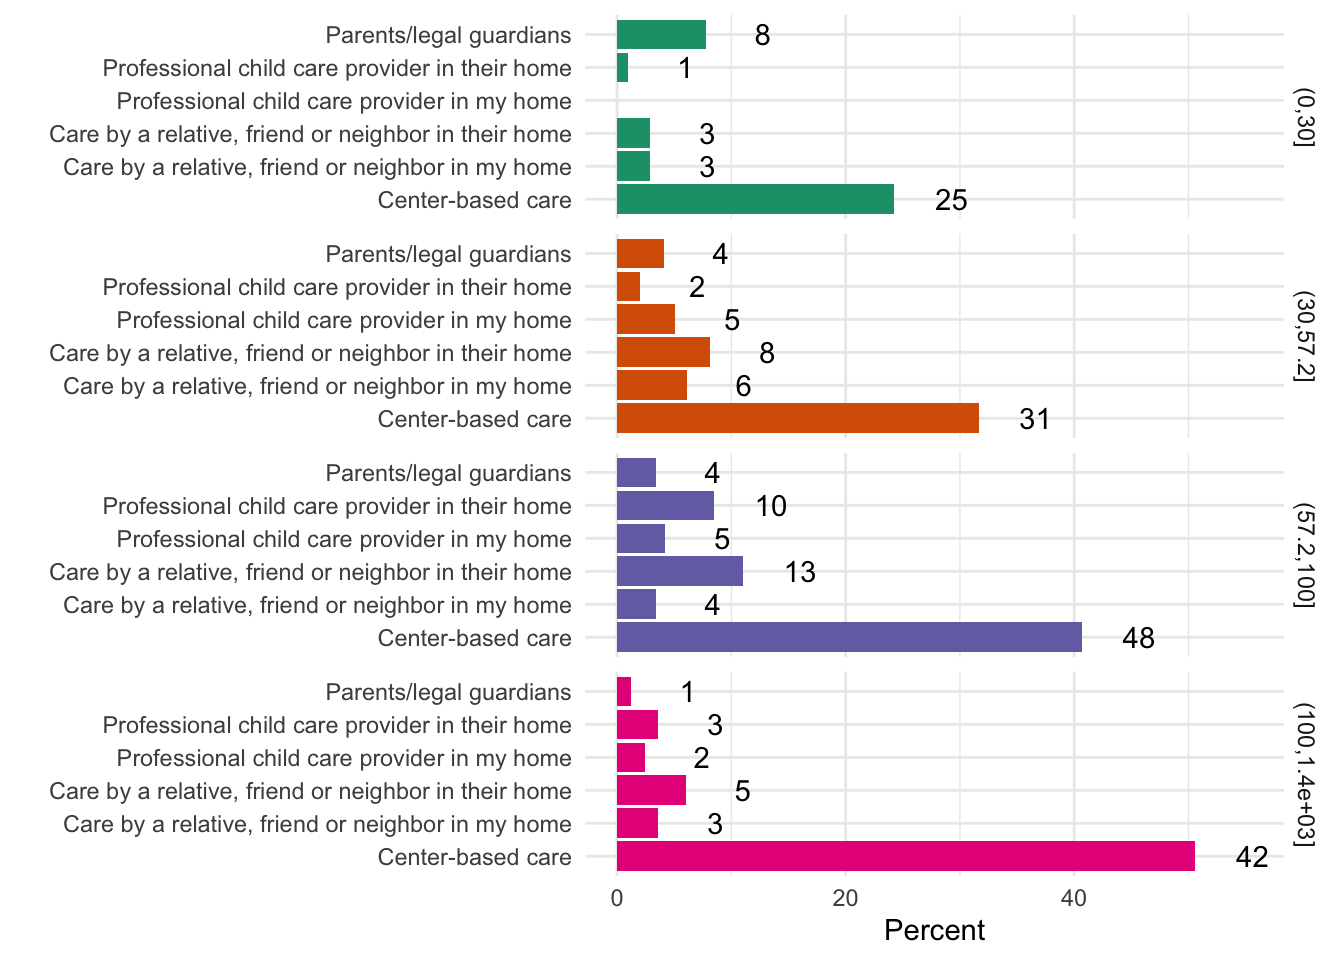 Parents/legal guardians 8
Professional child care provider in their home 1
Professional child care provider in my home
Care by a relative, friend or neighbor in their home 3
Care by a relative, friend or neighbor in my home 3
Center-based care 25
(0,30]
Parents/legal guardians 4
Professional child care provider in their home 2
Professional child care provider in my home 5
Care by a relative, friend or neighbor in their home 8
Care by a relative, friend or neighbor in my home 6
Center-based care 31
(30,57.2]
Parents/legal guardians 4
Professional child care provider in their home 10
Professional child care provider in my home 5
Care by a relative, friend or neighbor in their home 13
Care by a relative, friend or neighbor in my home 4
Center-based care 48
(57.2,100]
Parents/legal guardians 1
Professional child care provider in their home 3
Professional child care provider in my home 2
Care by a relative, friend or neighbor in their home 5
Care by a relative, friend or neighbor in my home 3
Center-based care 42
(100,1.4e+03]
0 20 40
Percent